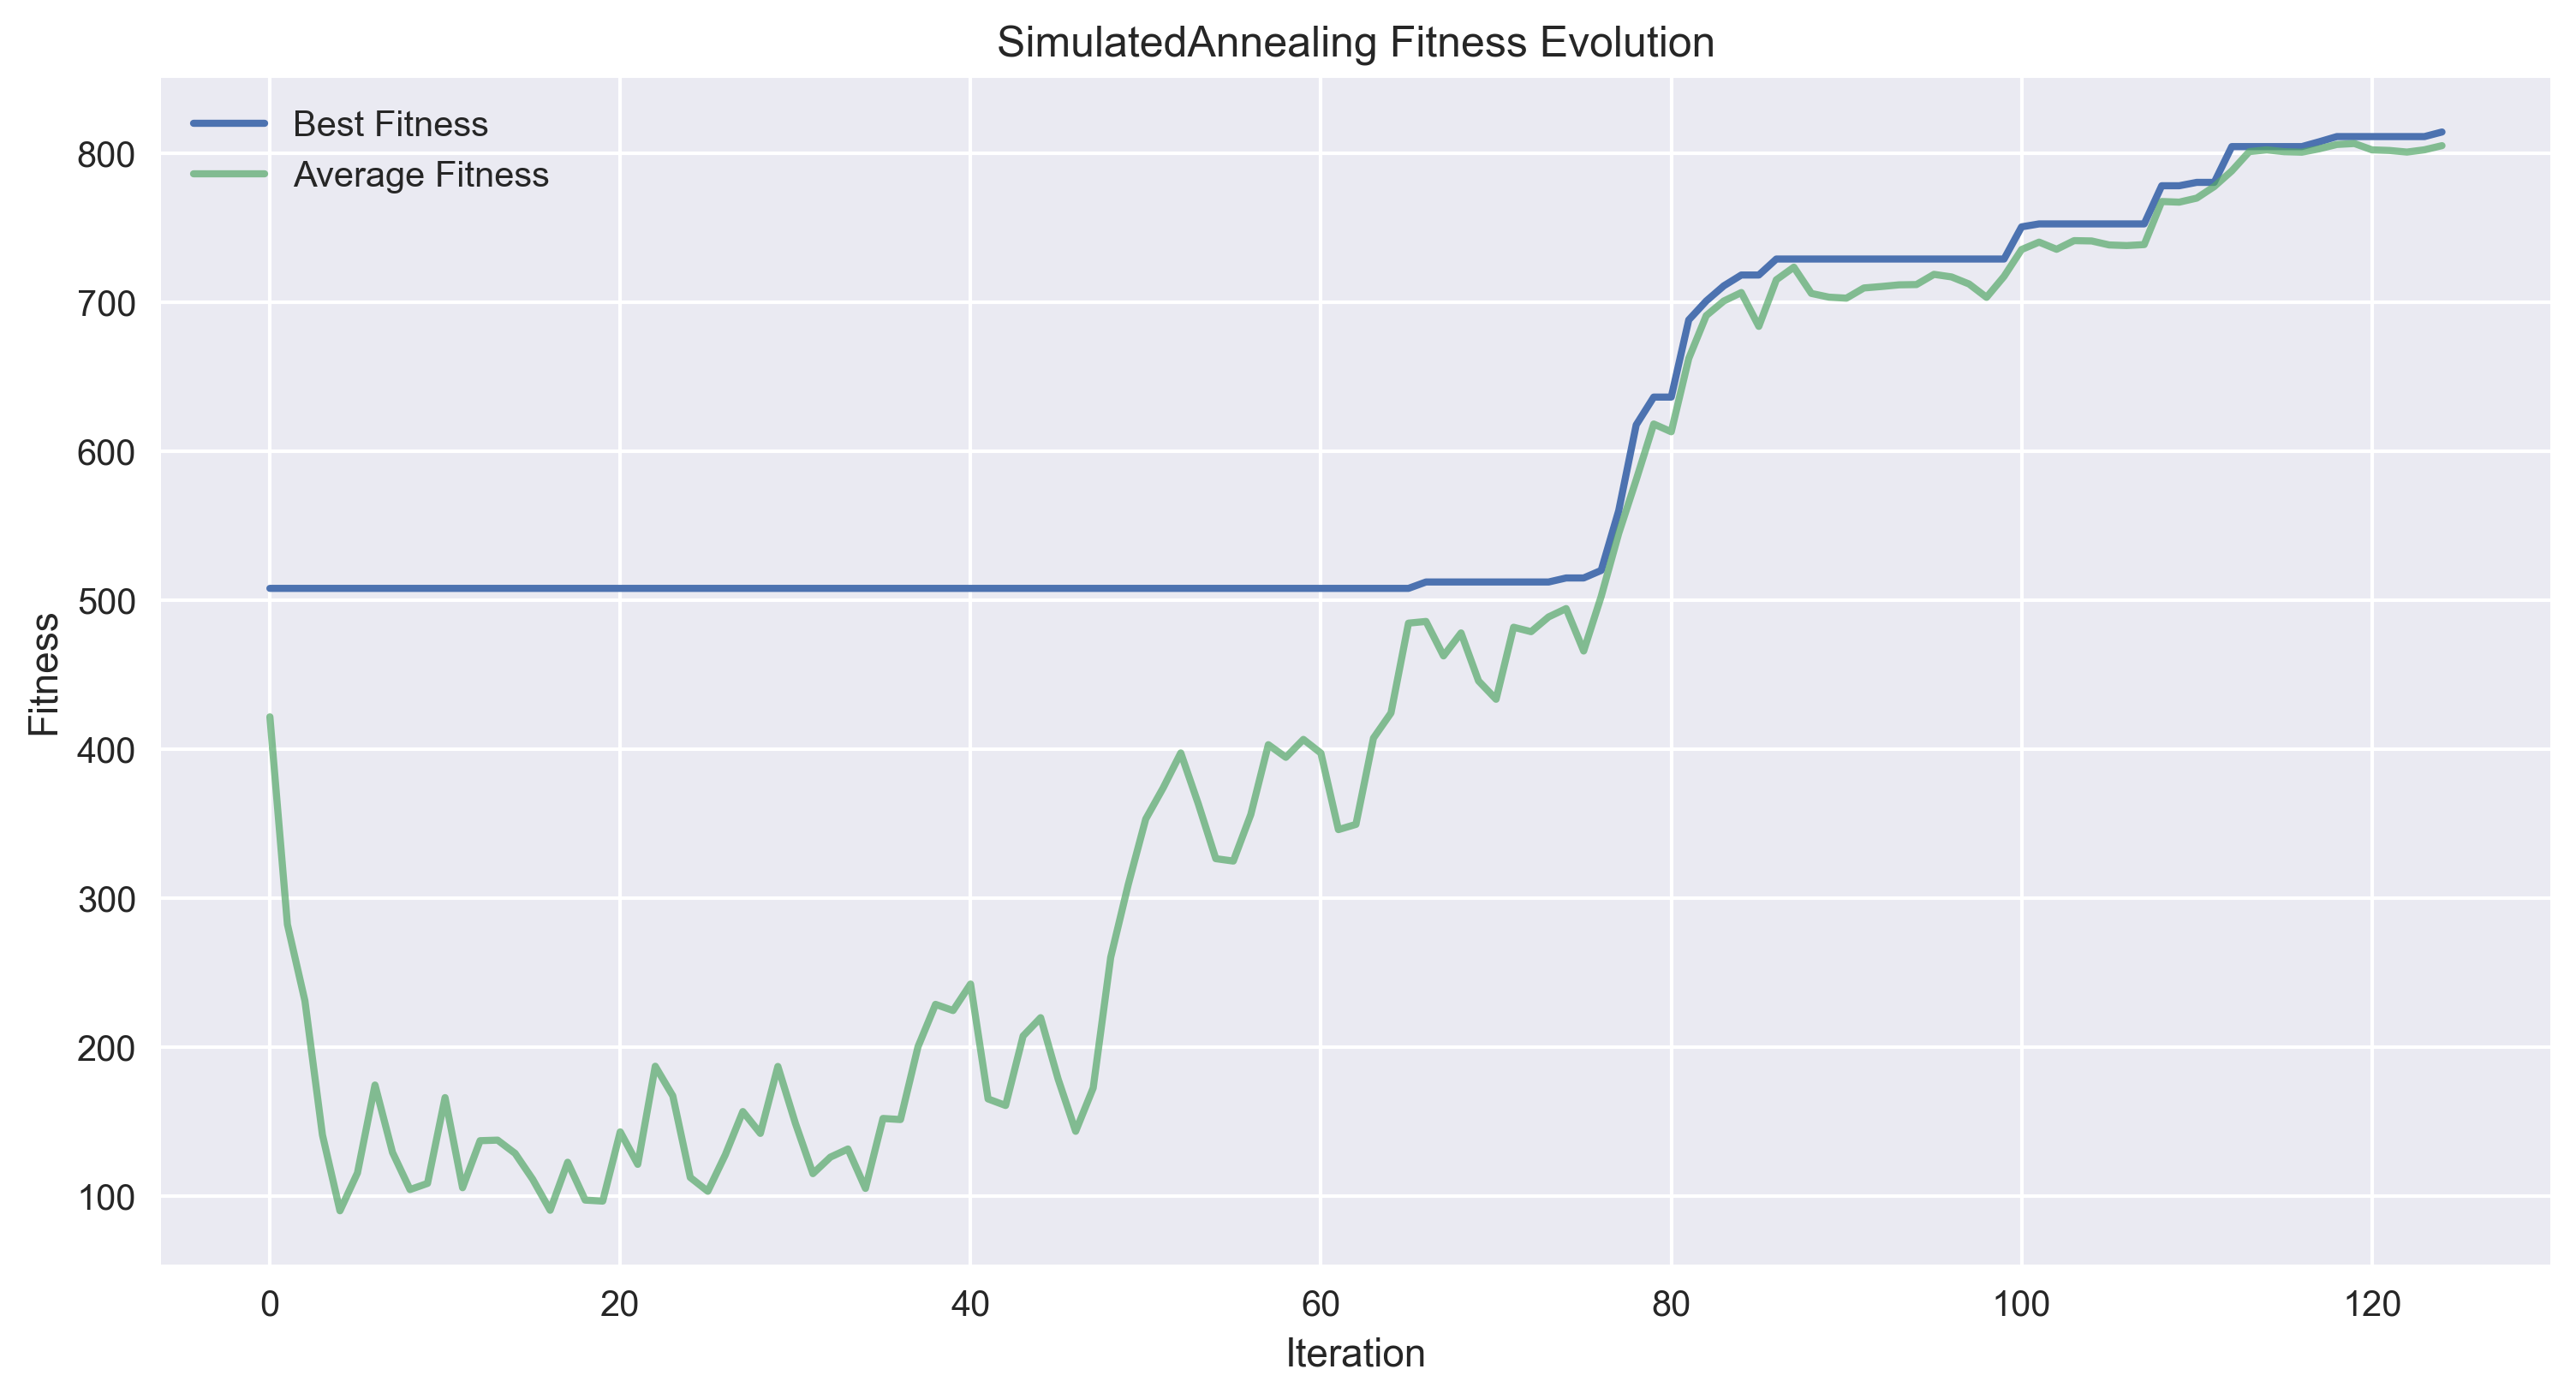 SimulatedAnnealing Fitness Evolution
Best Fitness
Average Fitness
800
700
600
500
400
300
200
100
Fitness
0 20 40 60 80 100 120
Iteration